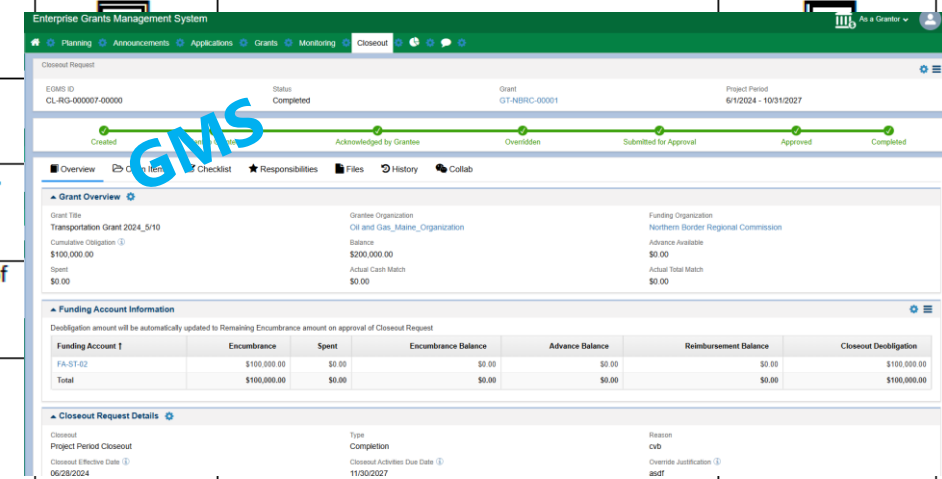 Enterprise Grants Management System
As a Grantor
Planning Announcements Applications Grants Monitoring Closeout
Closeout Request
EGMS ID Status Grant Project Period
CL-RG-000007-00000 Completed GT-NBRC-00001 6/1/2024 - 10/31/2027
Created Acknowledged by Grantee Overridden Submitted for Approval Approved Completed
GMS
Overview Checklist Responsibilities Files History Collab
Grant Overview
Grant Title Grantee Organization Funding Organization
Transportation Grant 2024_5/10 Oil and Gas_Maine_Organization Northern Border Regional Commission
Cumulative Obligation Balance Advance Available
$100,000.00 $200,000.00 $0.00
Spent Actual Cash Match Actual Total Match
$0.00 $0.00 $0.00
Funding Account Information
Deobligation amount will be automatically updated to Remaining Encumbrance amount on approval of Closeout Request
Funding Account ↑ Encumbrance Spent Encumbrance Balance Advance Balance Reimbursement Balance Closeout Deobligation
FA-ST-02 $100,000.00 $0.00 $0.00 $0.00 $0.00 $100,000.00
Total $100,000.00 $0.00 $0.00 $0.00 $0.00 $100,000.00
Closeout Request Details
Closeout Type Reason
Project Period Closeout Completion cvb
Closeout Effective Date Closeout Activities Due Date Override Justification
06/28/2024 11/30/2027 asdf